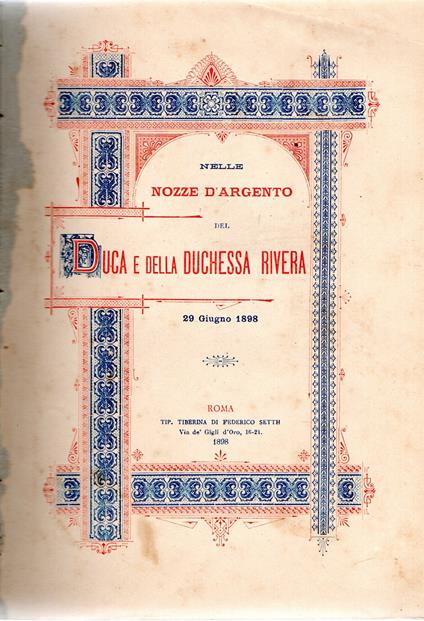 NELLE
NOZZE D'ARGENTO
DEL
DUCA E DELLA DUCHESSA RIVERA
29 Giugno 1898
ROMA
TIP. TIBERINA DI FEDERICO SETTH
Via de' Gigli d'Oro, 16-21.
1898